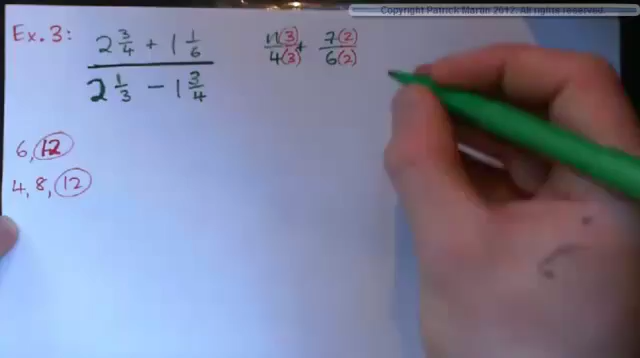 Copyright Patrick Martin 2012. All rights reserved.
Ex. 3: 2 3/4 + 1 1/6 11(3)/4(3) + 7(2)/6(2)
2 1/3 − 1 3/4
6, 12
4, 8, 12